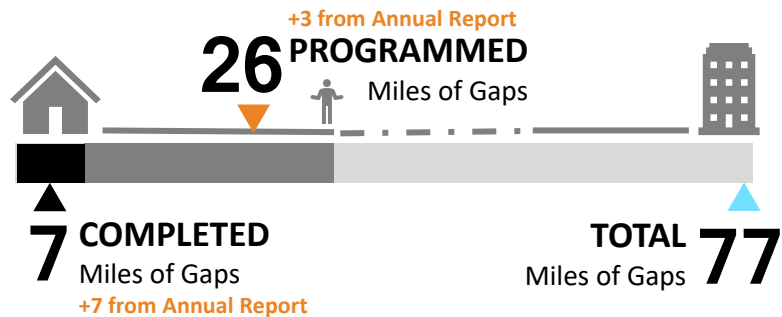 +3 from Annual Report
26 PROGRAMMED
Miles of Gaps
7 COMPLETED
Miles of Gaps
+7 from Annual Report
TOTAL 77
Miles of Gaps